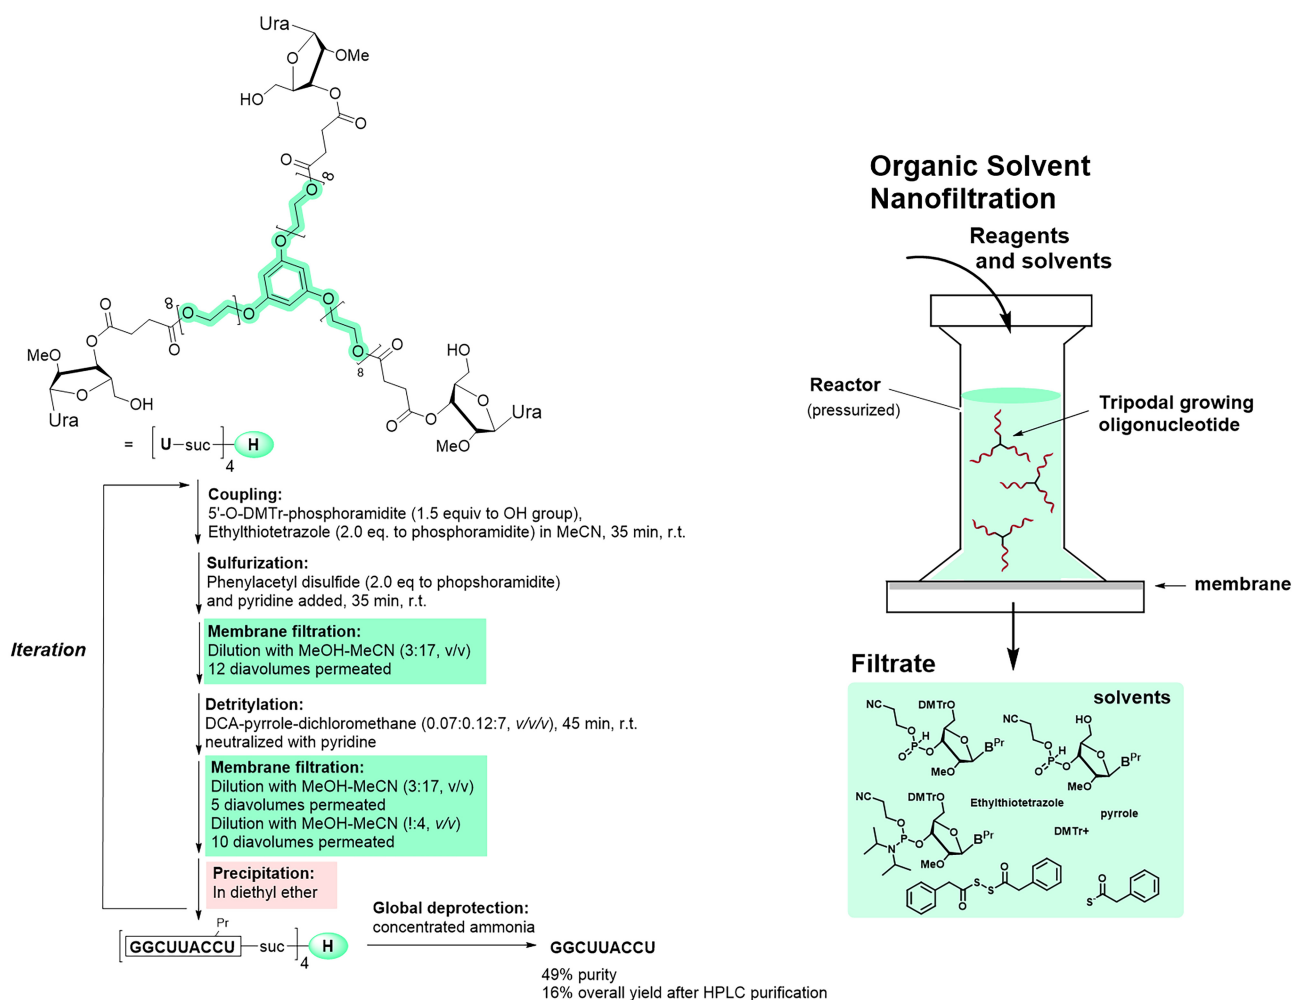 Ura
O
OMe
HO
O
O
O
O
8
O
O
8
O
O
O
O
O
O
MeO
O
OH
Ura
O
O
8
O
O
O
HO
O
Ura
MeO
= [U-suc]4 H
Iteration
Coupling:
5'-O-DMTr-phosphoramidite (1.5 equiv to OH group),
Ethylthiotetrazole (2.0 eq. to phosphoramidite) in MeCN, 35 min, r.t.
Sulfurization:
Phenylacetyl disulfide (2.0 eq to phopshoramidite)
and pyridine added, 35 min, r.t.
Membrane filtration:
Dilution with MeOH-MeCN (3:17, v/v)
12 diavolumes permeated
Detritylation:
DCA-pyrrole-dichloromethane (0.07:0.12:7, v/v/v), 45 min, r.t.
neutralized with pyridine
Membrane filtration:
Dilution with MeOH-MeCN (3:17, v/v)
5 diavolumes permeated
Dilution with MeOH-MeCN (!:4, v/v)
10 diavolumes permeated
Precipitation:
In diethyl ether
Pr
[GGCUUACCU-suc]4 H
Global deprotection:
concentrated ammonia
GGCUUACCU
49% purity
16% overall yield after HPLC purification
Organic Solvent
Nanofiltration
Reagents
and solvents
Reactor
(pressurized)
Tripodal growing
oligonucleotide
membrane
Filtrate
solvents
NC
DMTrO
O
P
H
O
O
O
BPr
MeO
NC
HO
O
P
H
O
O
O
BPr
MeO
NC
DMTrO
O
P
O
N
O
BPr
MeO
Ethylthiotetrazole
pyrrole
DMTr+
O
S
S
O
O
S-